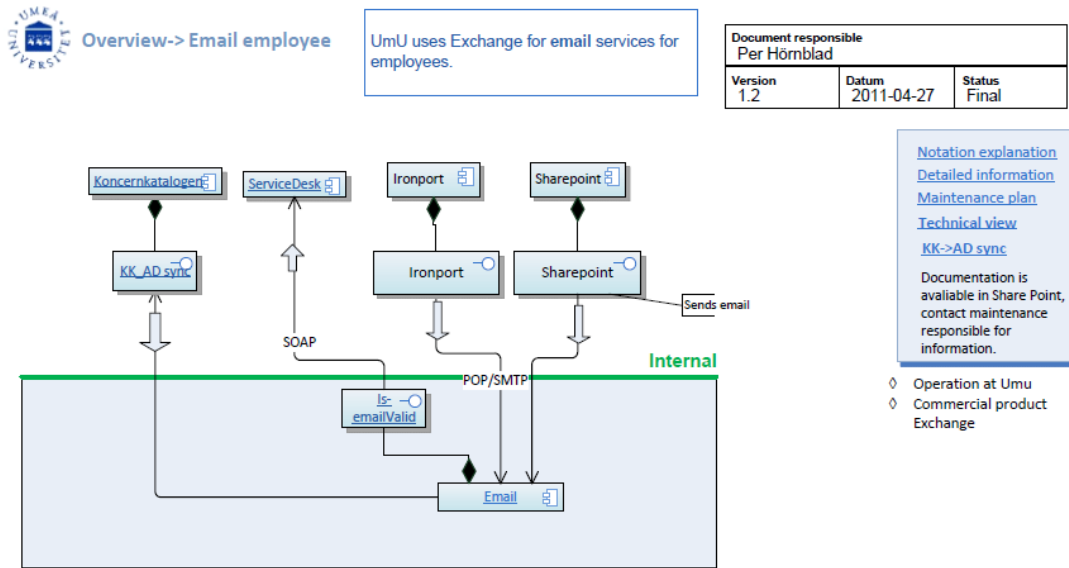 UMEÅ UNIVERSITET
Overview-> Email employee
UmU uses Exchange for email services for
employees.
Document responsible
Per Hörnblad
Version
1.2
Datum
2011-04-27
Status
Final
Koncernkatalogen
ServiceDesk
Ironport
Sharepoint
KK_AD sync
Ironport
Sharepoint
Sends email
SOAP
Internal
POP/SMTP
Is-
emailValid
Email
Notation explanation
Detailed information
Maintenance plan
Technical view
KK->AD sync
Documentation is
avaliable in Share Point,
contact maintenance
responsible for
information.
◊ Operation at Umu
◊ Commercial product
Exchange